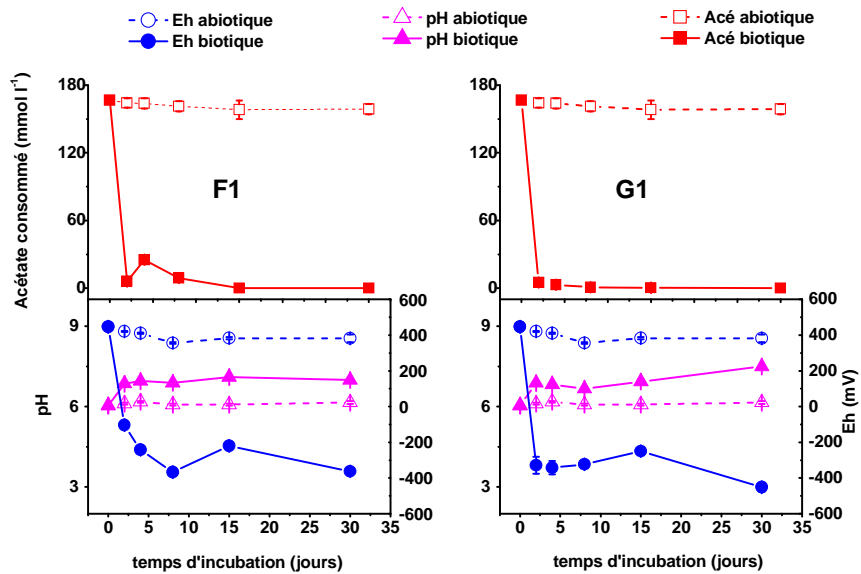 Eh abiotique pH abiotique Acé abiotique
Eh biotique pH biotique Acé biotique
Acétate consommé (mmol l⁻¹)
180
120
60
0
F1
G1
9
6
3
pH
600
400
200
0
-200
-400
-600
600
400
200
0
-200
-400
-600
Eh (mV)
0 5 10 15 20 25 30 35
0 5 10 15 20 25 30 35
temps d'incubation (jours)
temps d'incubation (jours)
180
120
60
0
9
6
3